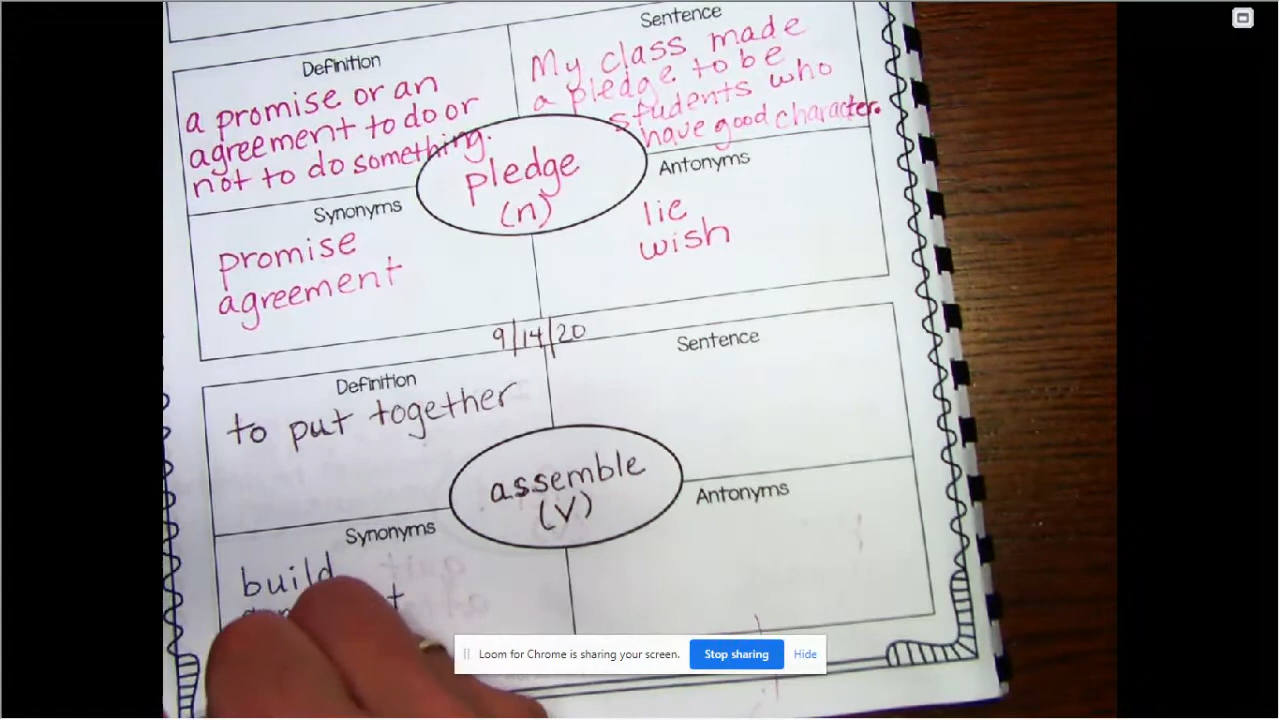 Definition
a promise or an
agreement to do or
not to do something.
Sentence
My class made
a pledge to be
students who
have good character.
pledge
(n)
Synonyms
promise
agreement
Antonyms
lie
wish
9/14/20
Definition
to put together
Sentence
assemble
(v)
Synonyms
build
Antonyms
Loom for Chrome is sharing your screen.
Stop sharing
Hide